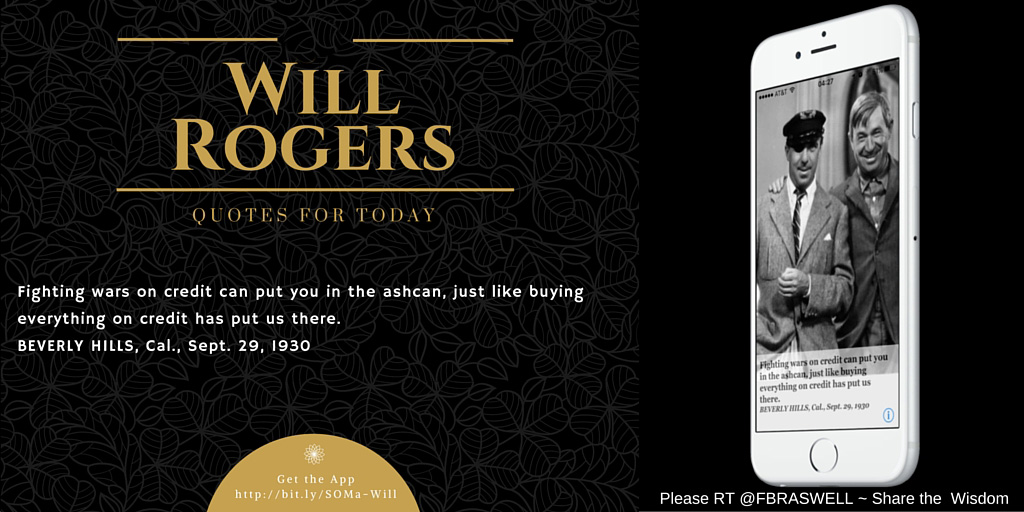 WILL
ROGERS
QUOTES FOR TODAY
Fighting wars on credit can put you in the ashcan, just like buying
everything on credit has put us there.
BEVERLY HILLS, Cal., Sept. 29, 1930
Get the App
http://bit.ly/SOMa-Will
AT&T
04:27
Fighting wars on credit can put you
in the ashcan, just like buying
everything on credit has put us
there.
BEVERLY HILLS, Cal., Sept. 29, 1930
Please RT @FBRASWELL ~ Share the  Wisdom